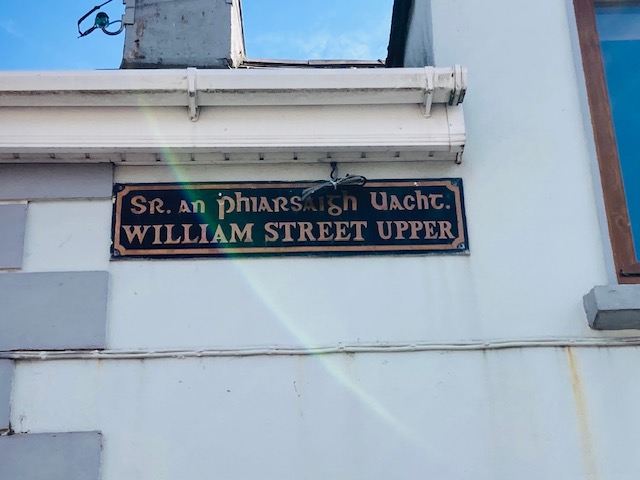 Sr. an Phiarsaigh Uacht.
WILLIAM STREET UPPER